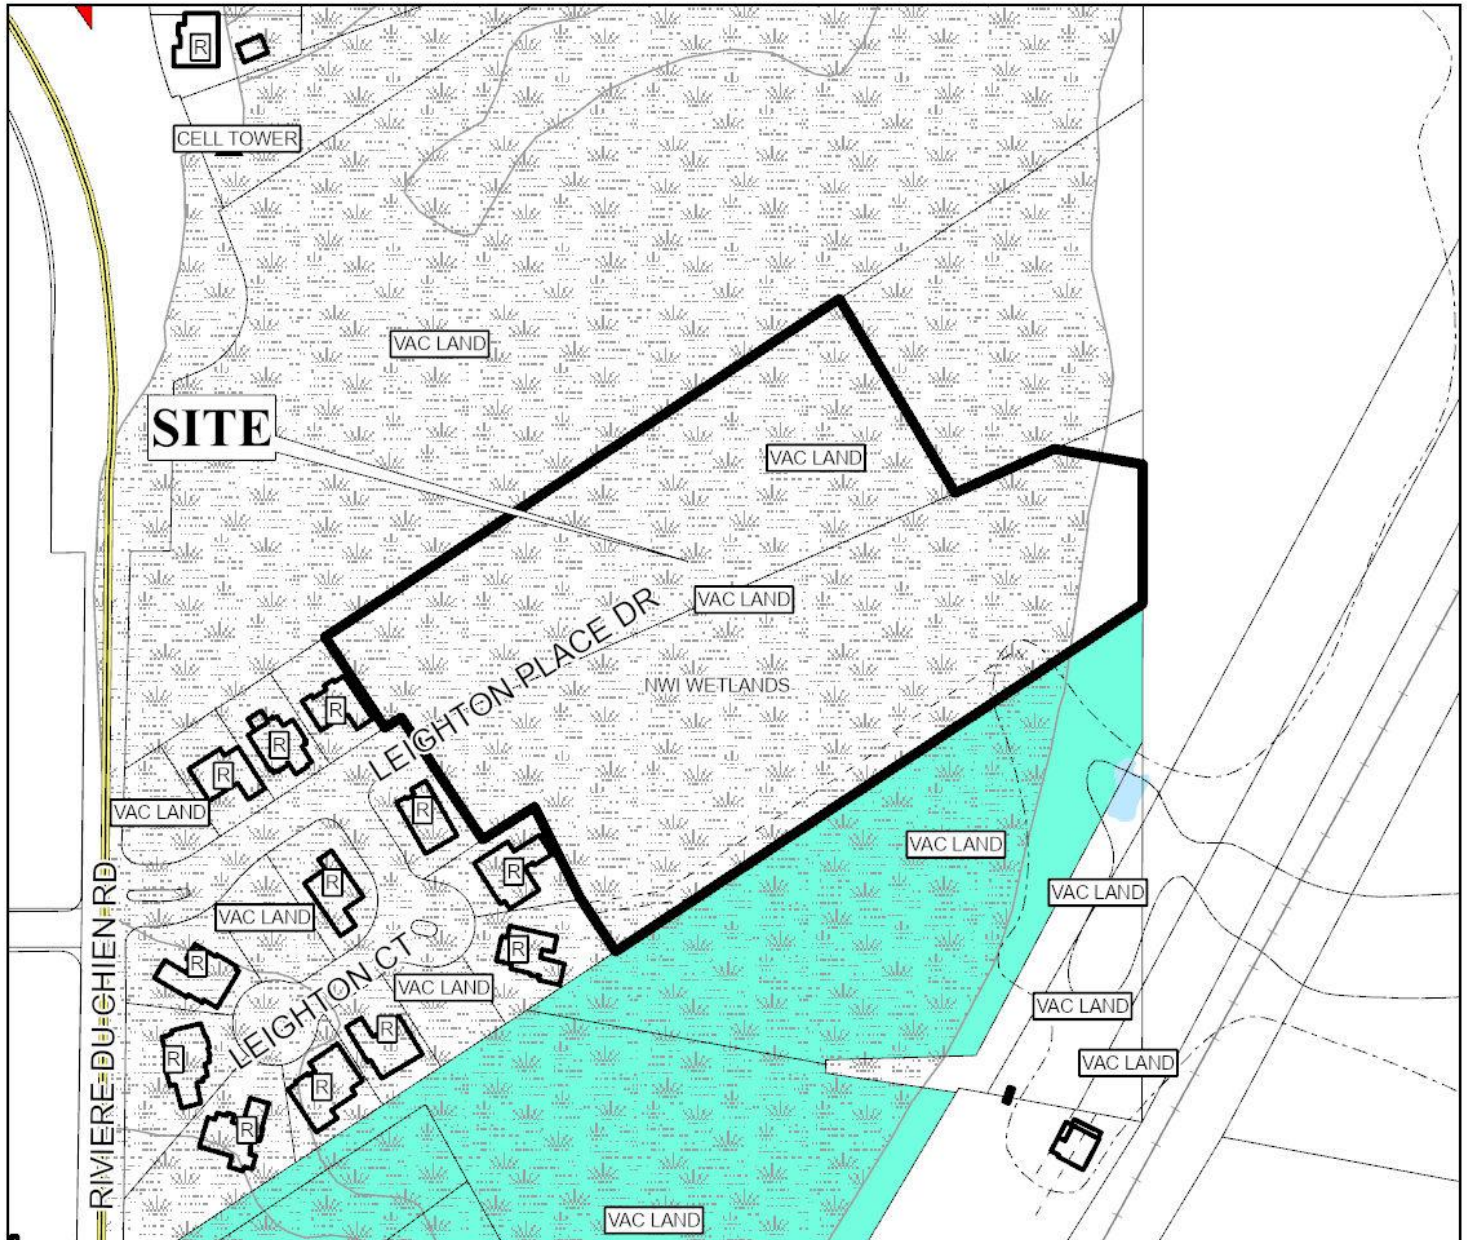 R
CELL TOWER
VAC LAND
SITE
VAC LAND
VAC LAND
LEIGHTON PLACE DR
NWI WETLANDS
R
R
R
VAC LAND
R
VAC LAND
R
R
VAC LAND
VAC LAND
RIVIERE DU CHIEN RD
R
R
LEIGHTON CT
VAC LAND
VAC LAND
R
R
VAC LAND
R
R
VAC LAND